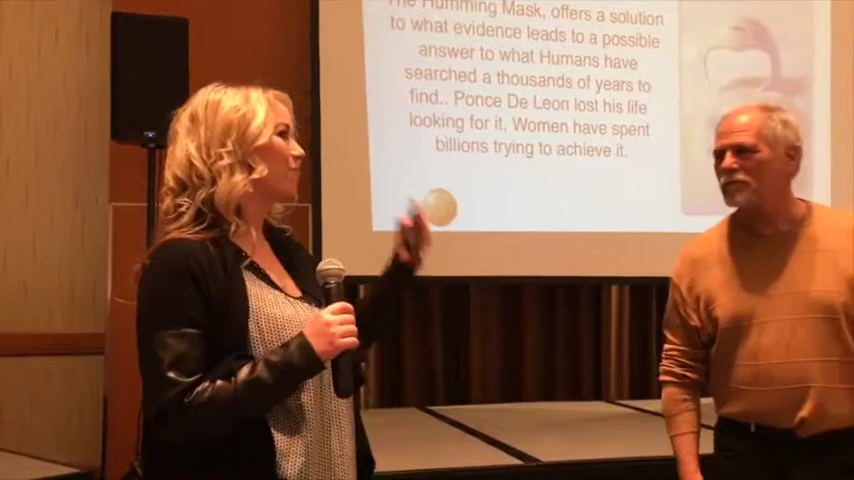 The Humming Mask, offers a solution
to what evidence leads to a possible
answer to what Humans have
searched a thousands of years to
find.. Ponce De Leon lost his life
looking for it, Women have spent
billions trying to achieve it